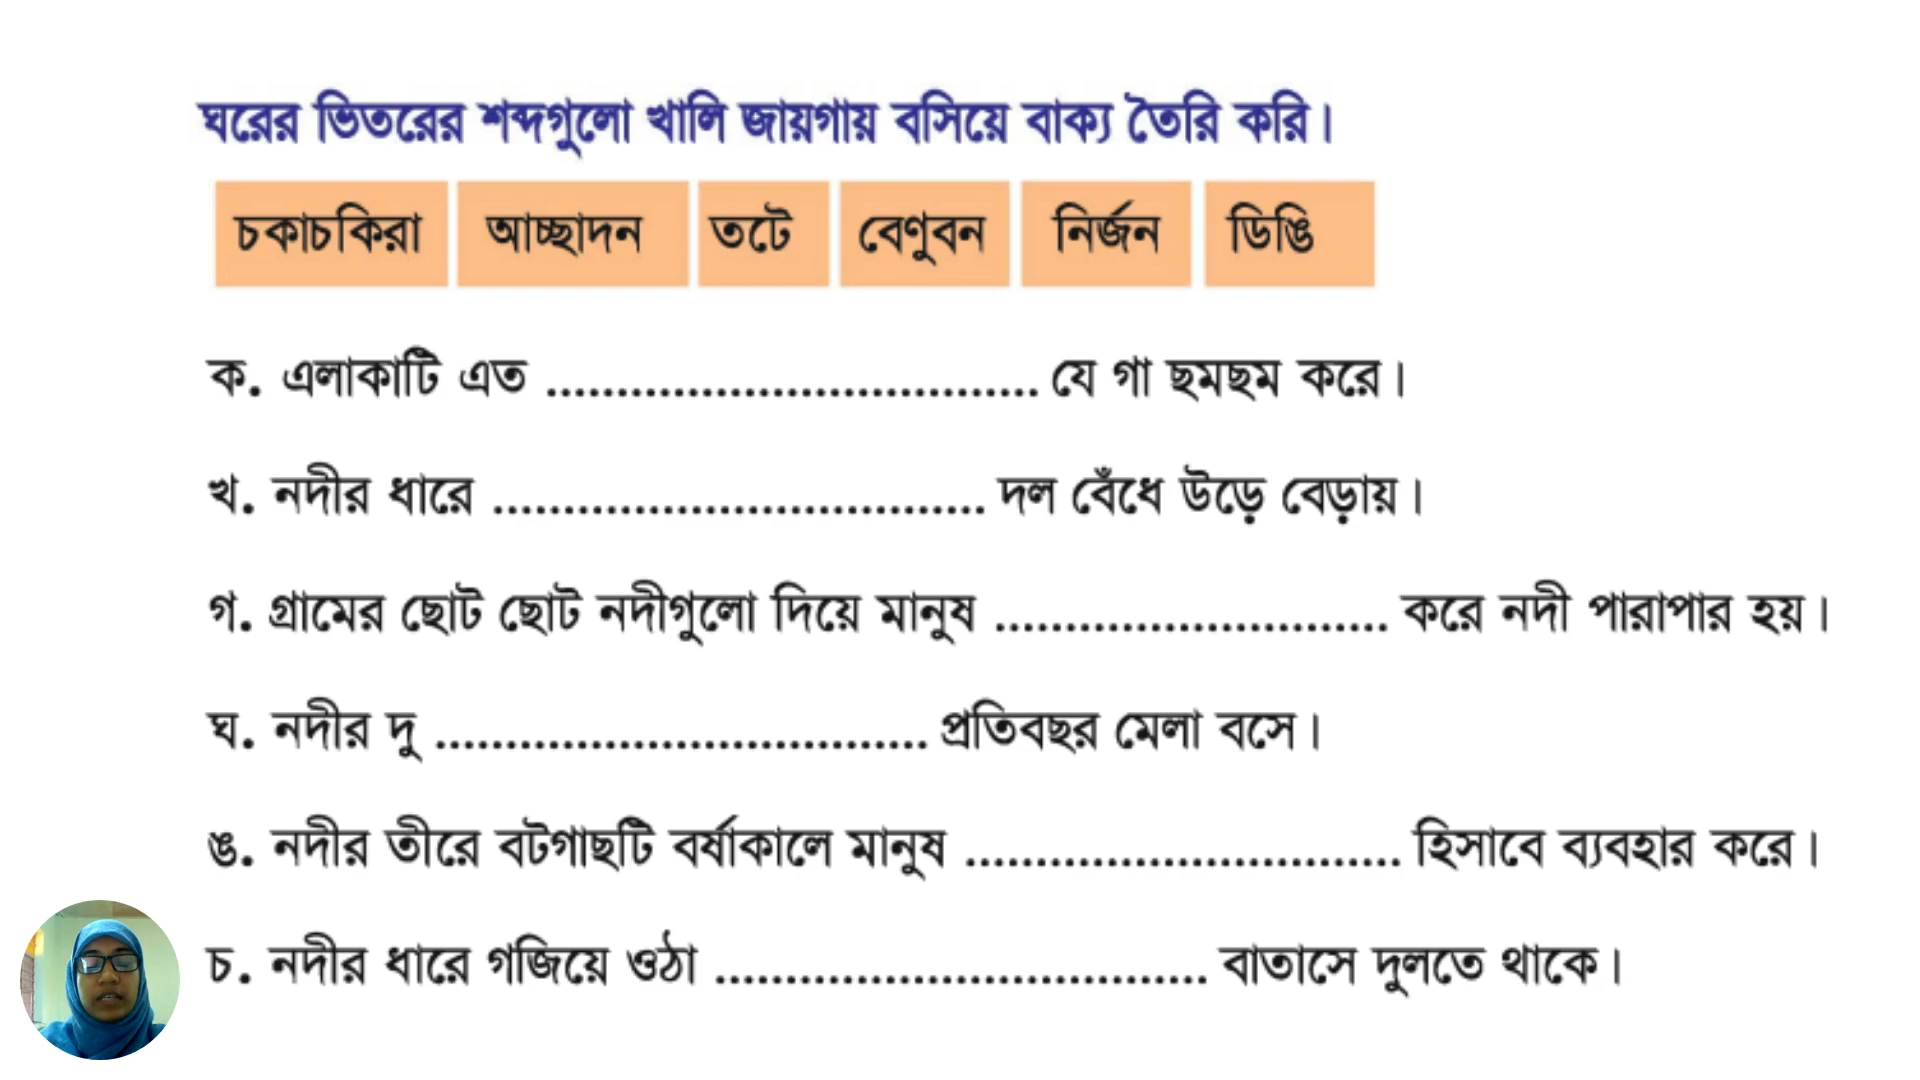 ঘরের ভিতরের শব্দগুলো খালি জায়গায় বসিয়ে বাক্য তৈরি করি।
চকাচকিরা আচ্ছাদন তটে বেণুবন নির্জন ডিঙি
ক. এলাকাটি এত ................................... যে গা ছমছম করে।
খ. নদীর ধারে ................................... দল বেঁধে উড়ে বেড়ায়।
গ. গ্রামের ছোট ছোট নদীগুলো দিয়ে মানুষ ............................ করে নদী পারাপার হয়।
ঘ. নদীর দু ................................... প্রতিবছর মেলা বসে।
ঙ. নদীর তীরে বটগাছটি বর্ষাকালে মানুষ ............................... হিসাবে ব্যবহার করে।
চ. নদীর ধারে গজিয়ে ওঠা ................................... বাতাসে দুলতে থাকে।